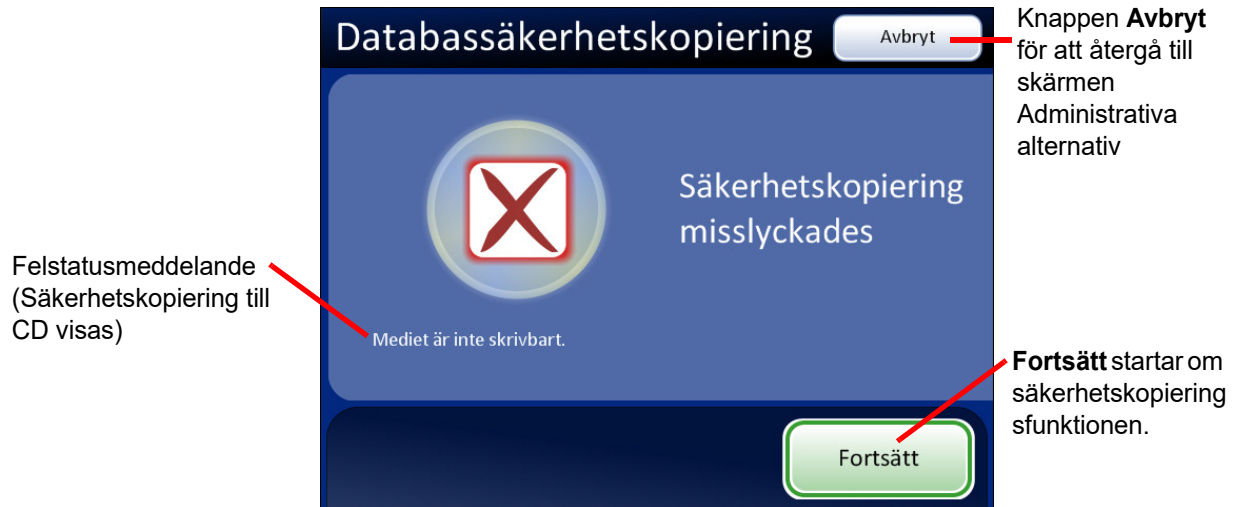 Databassäkerhetskopiering
Avbryt
Knappen Avbryt
för att återgå till
skärmen
Administrativa
alternativ
Säkerhetskopiering
misslyckades
Felstatusmeddelande
(Säkerhetskopiering till
CD visas)
Mediet är inte skrivbart.
Fortsätt startar om
säkerhetskopiering
sfunktionen.
Fortsätt